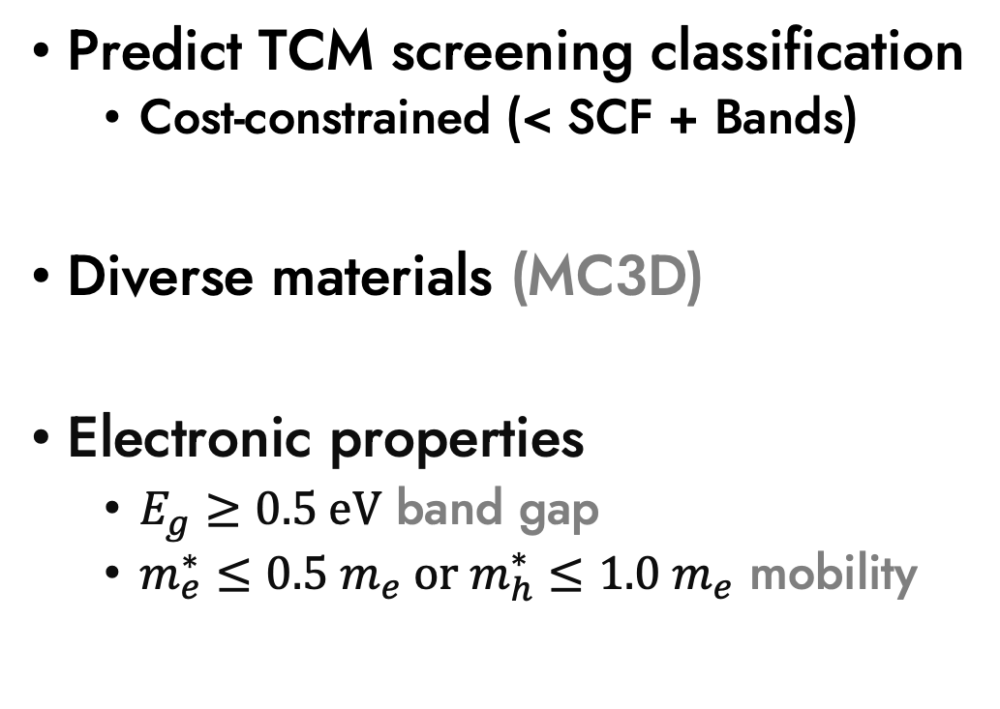 • Predict TCM screening classification
• Cost-constrained (< SCF + Bands)
• Diverse materials (MC3D)
• Electronic properties
• $E_g \geq 0.5$ eV band gap
• $m_e^* \leq 0.5\ m_e$ or $m_h^* \leq 1.0\ m_e$ mobility